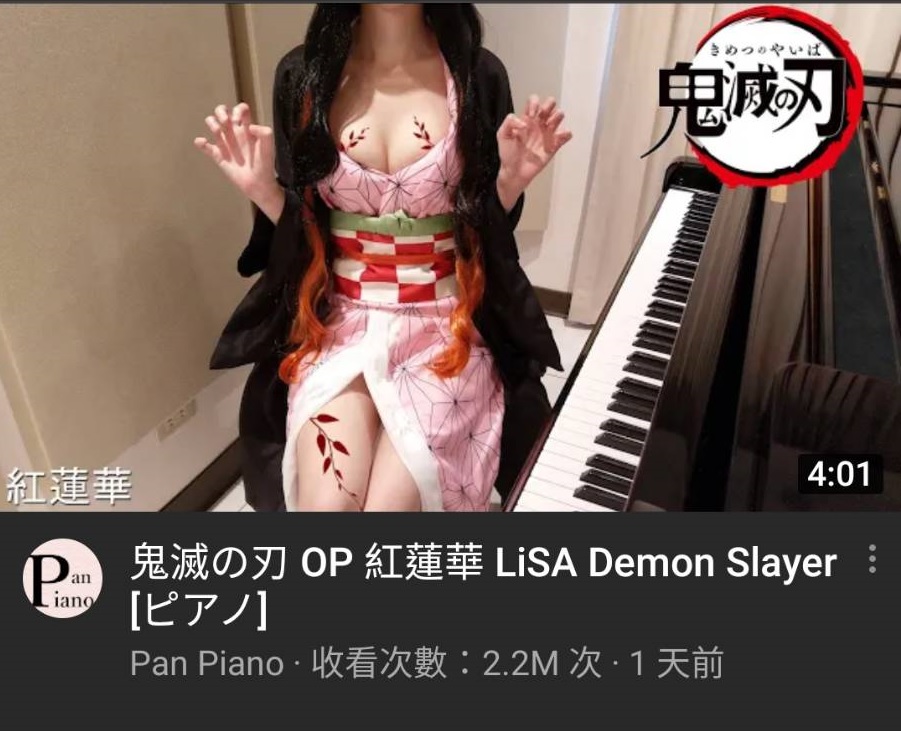 きめつのやいば
鬼滅の刃
紅蓮華
4:01
Pan
Piano
鬼滅の刃 OP 紅蓮華 LiSA Demon Slayer
[ピアノ]
Pan Piano · 收看次數：2.2M 次 · 1 天前